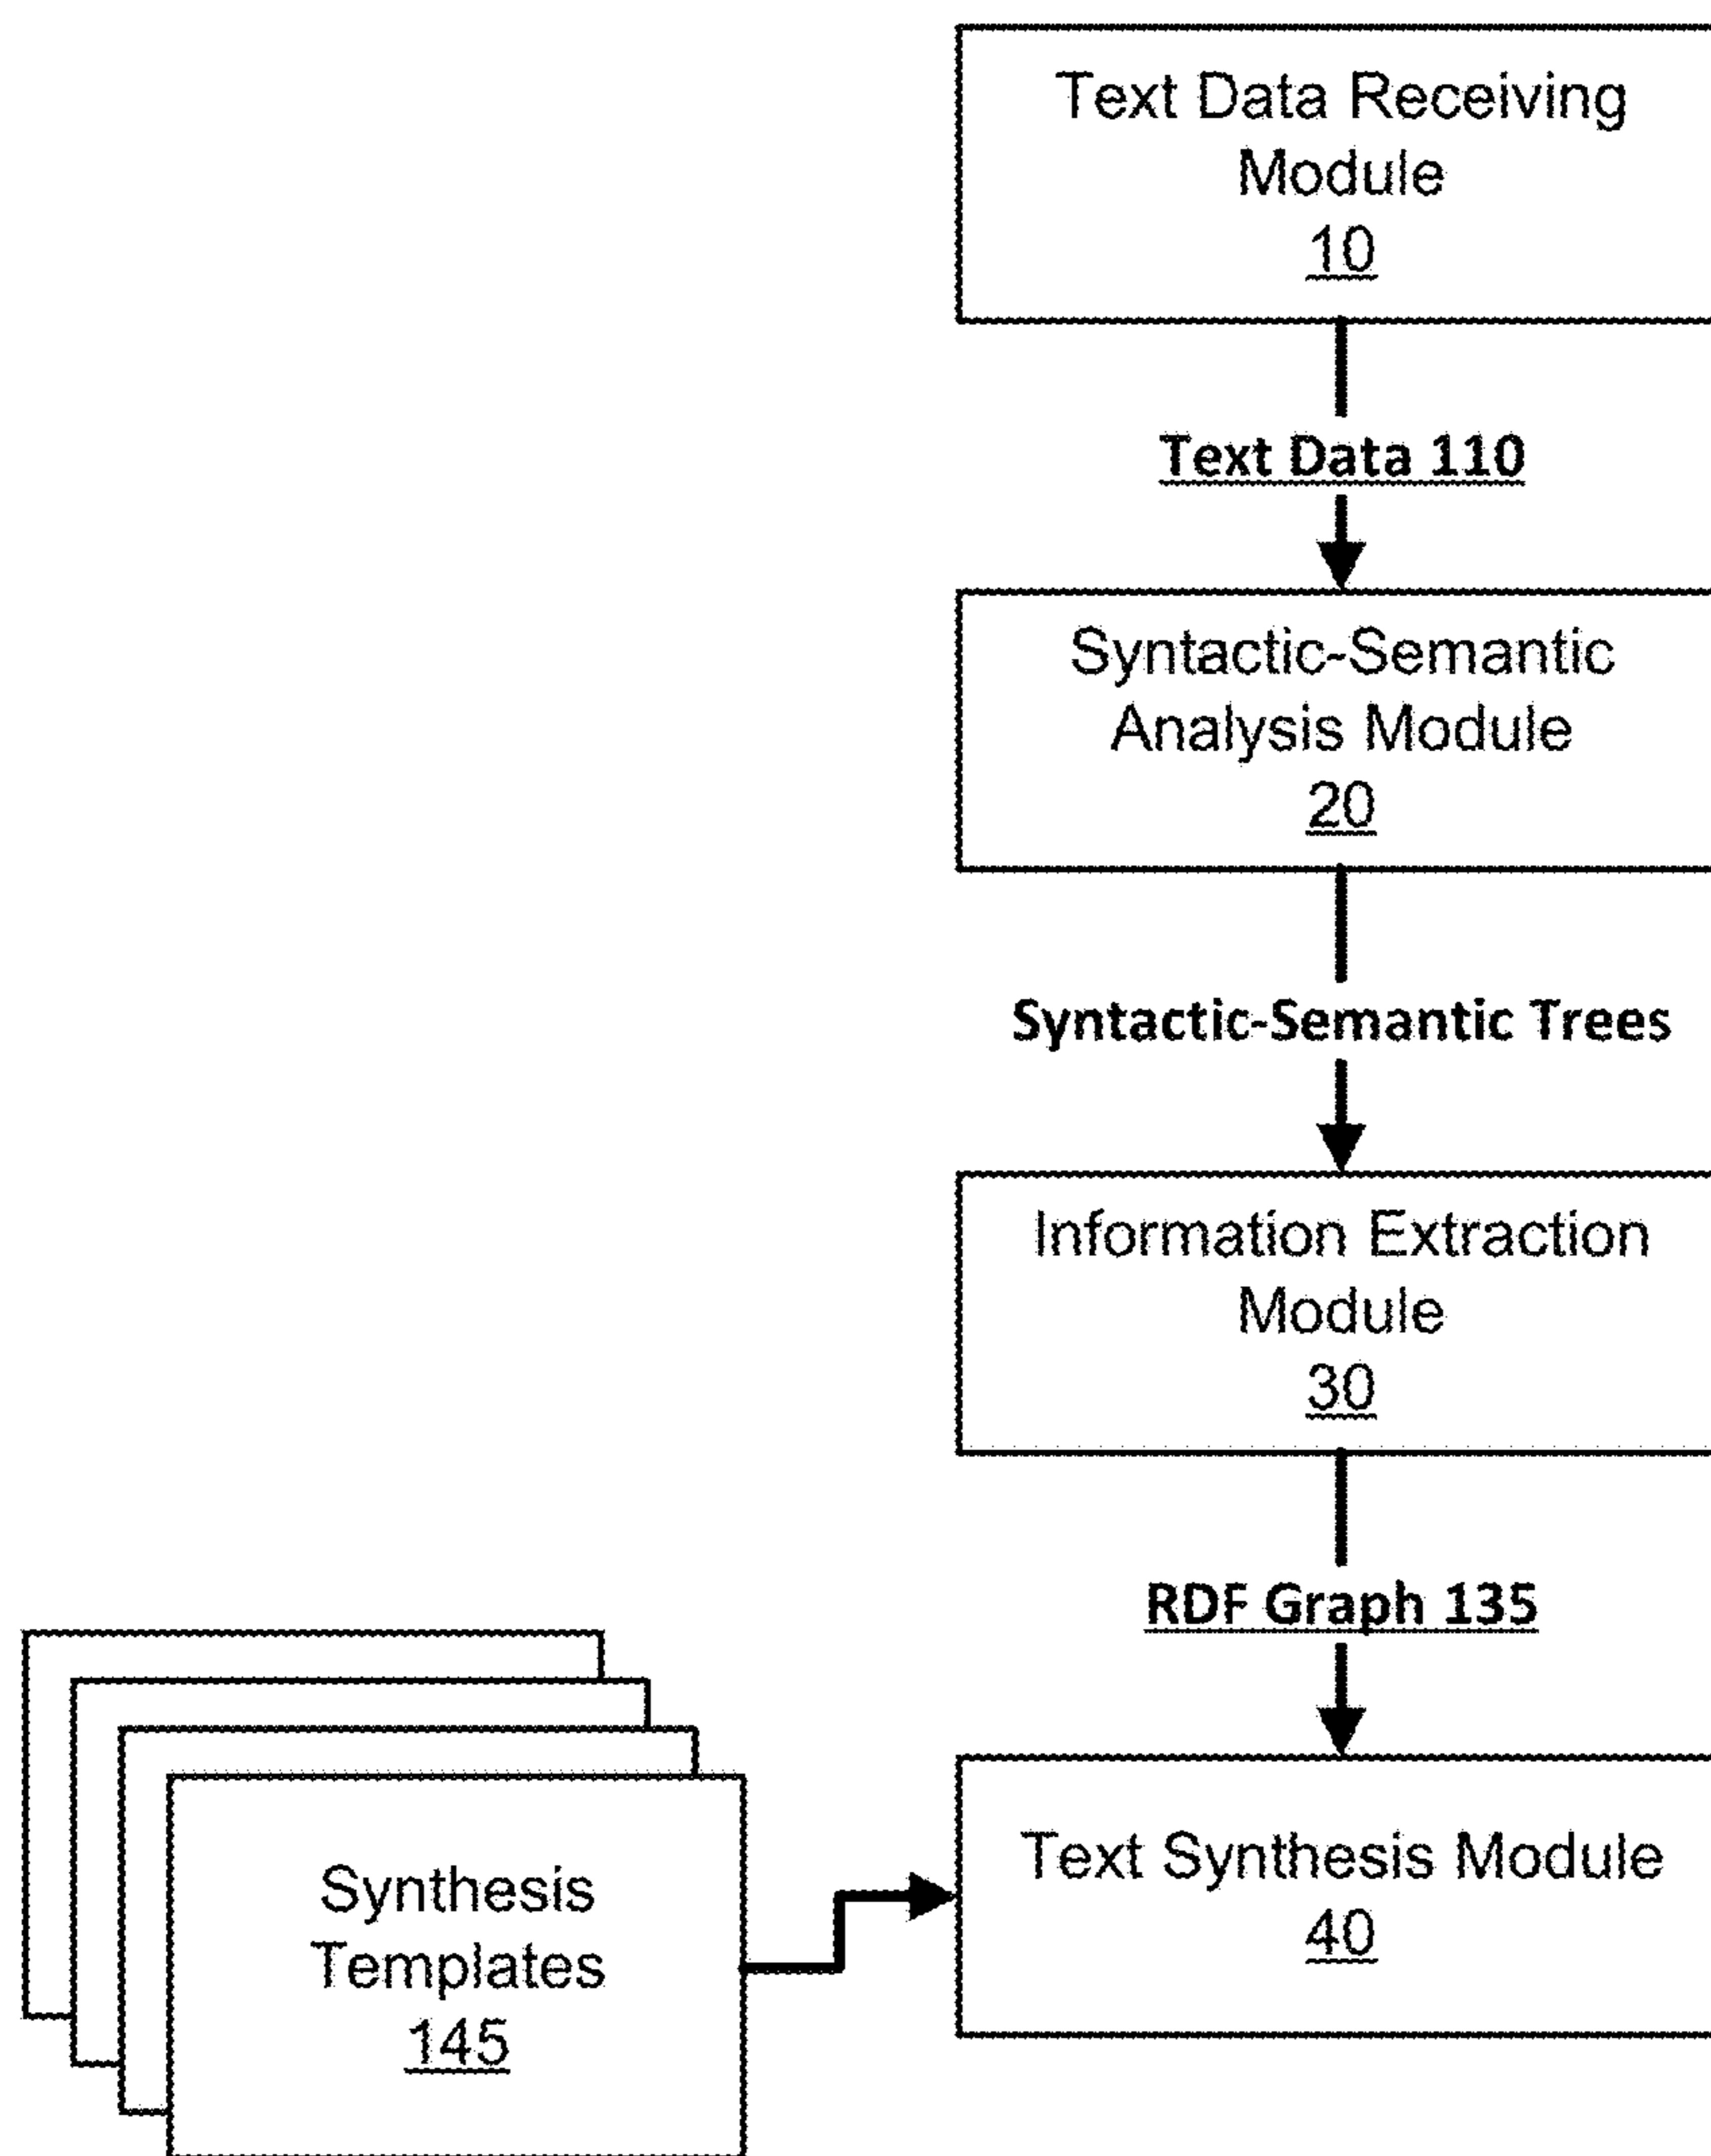 Text Data Receiving
Module
10
Text Data 110
Syntactic-Semantic
Analysis Module
20
Syntactic-Semantic Trees
Information Extraction
Module
30
RDF Graph 135
Text Synthesis Module
40
Synthesis
Templates
145